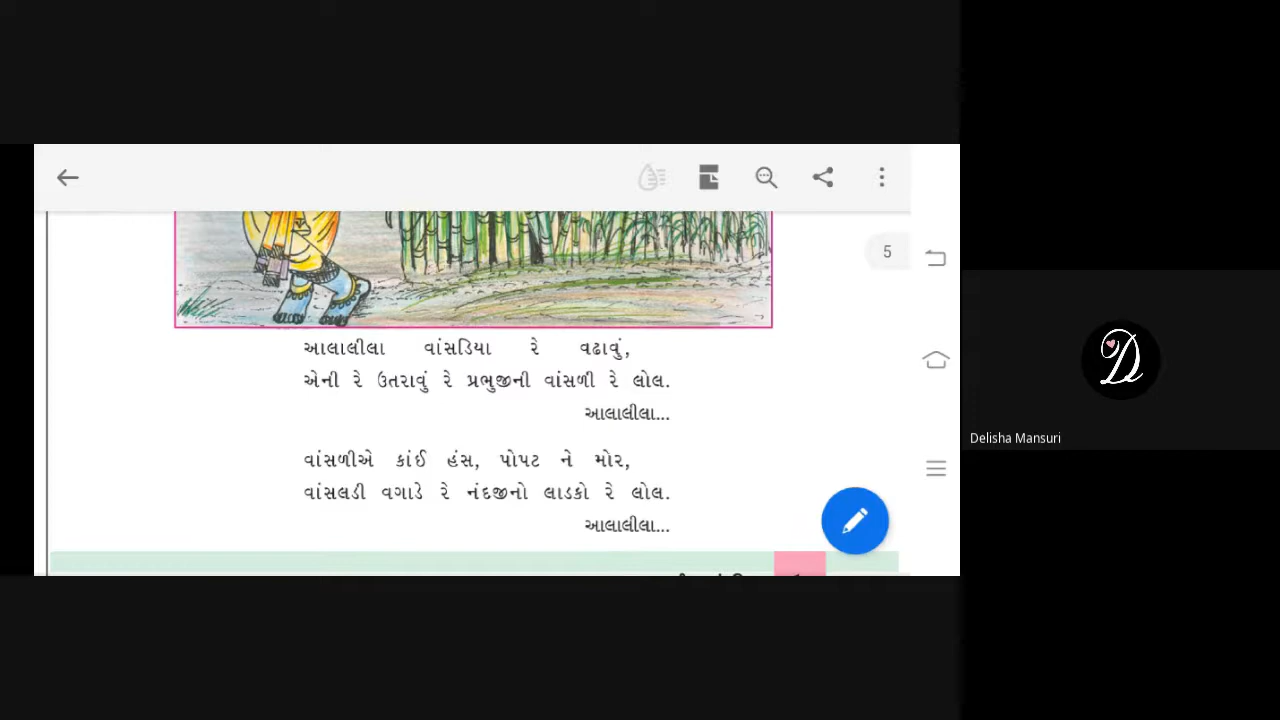 5
આલાલીલા વાંસડિયા રે વઢાવું,
એની રે ઉતરાવું રે પ્રભુજીની વાંસળી રે લોલ.
આલાલીલા...
વાંસળીએ કાંઈ હંસ, પોપટ ને મોર,
વાંસલડી વગાડે રે નંદજીનો લાડકો રે લોલ.
આલાલીલા...
D
Delisha Mansuri